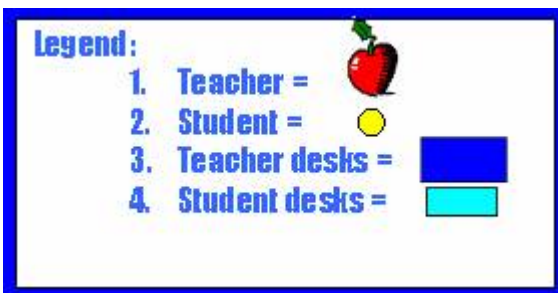 Legend:
1. Teacher =
2. Student =
3. Teacher desks =
4. Student desks =